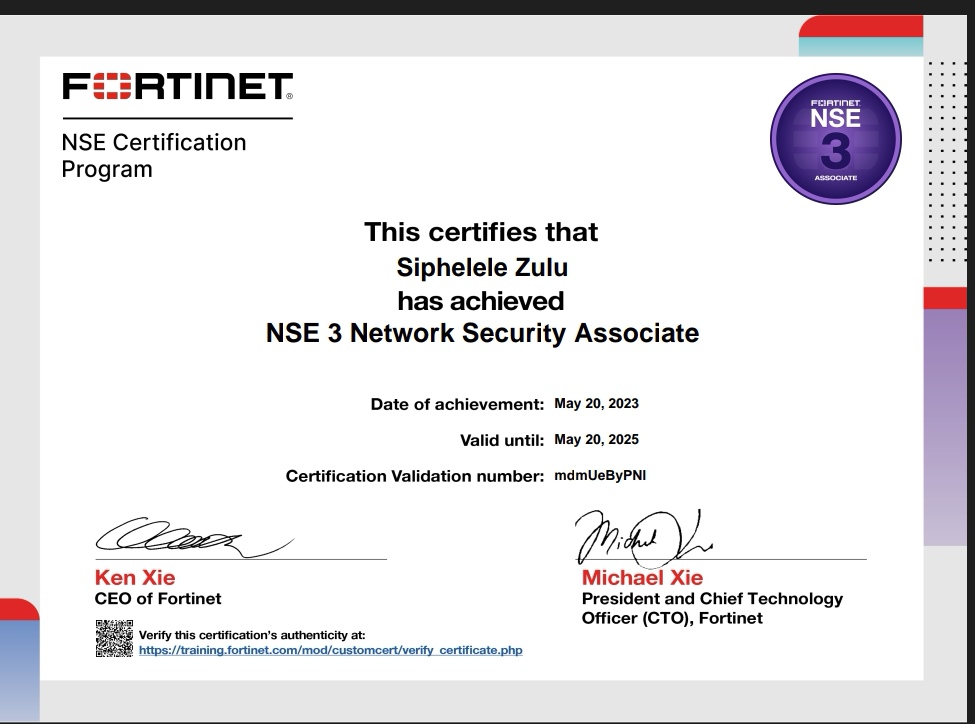 FORTINET®
NSE Certification
Program
FORTINET
NSE
3
ASSOCIATE
This certifies that
Siphelele Zulu
has achieved
NSE 3 Network Security Associate
Date of achievement: May 20, 2023
Valid until: May 20, 2025
Certification Validation number: mdmUeByPNI
Ken Xie
CEO of Fortinet
Michael Xie
President and Chief Technology
Officer (CTO), Fortinet
Verify this certification's authenticity at:
https://training.fortinet.com/mod/customcert/verify_certificate.php